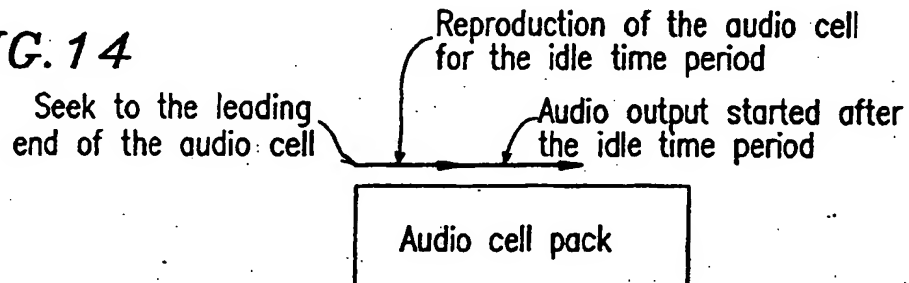 G. 14
Reproduction of the audio cell
for the idle time period
Seek to the leading
end of the audio cell
Audio output started after
the idle time period
Audio cell pack